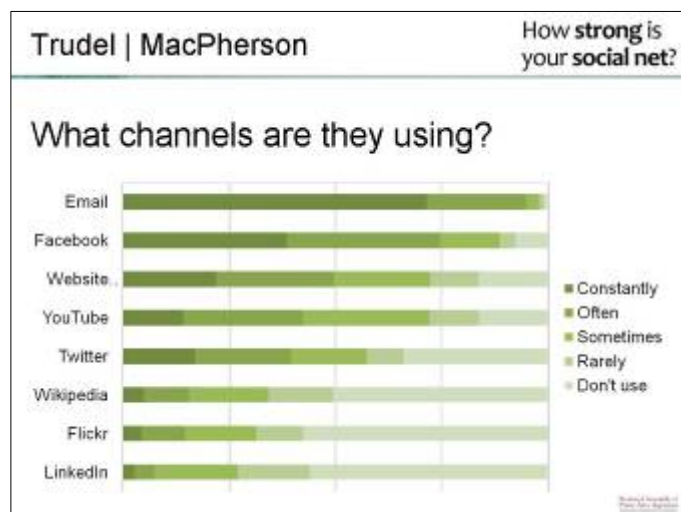 Trudel | MacPherson
How strong is
your social net?
What channels are they using?
Email
Facebook
Website..
YouTube
Twitter
Wikipedia
Flickr
LinkedIn
Constantly
Often
Sometimes
Rarely
Don't use